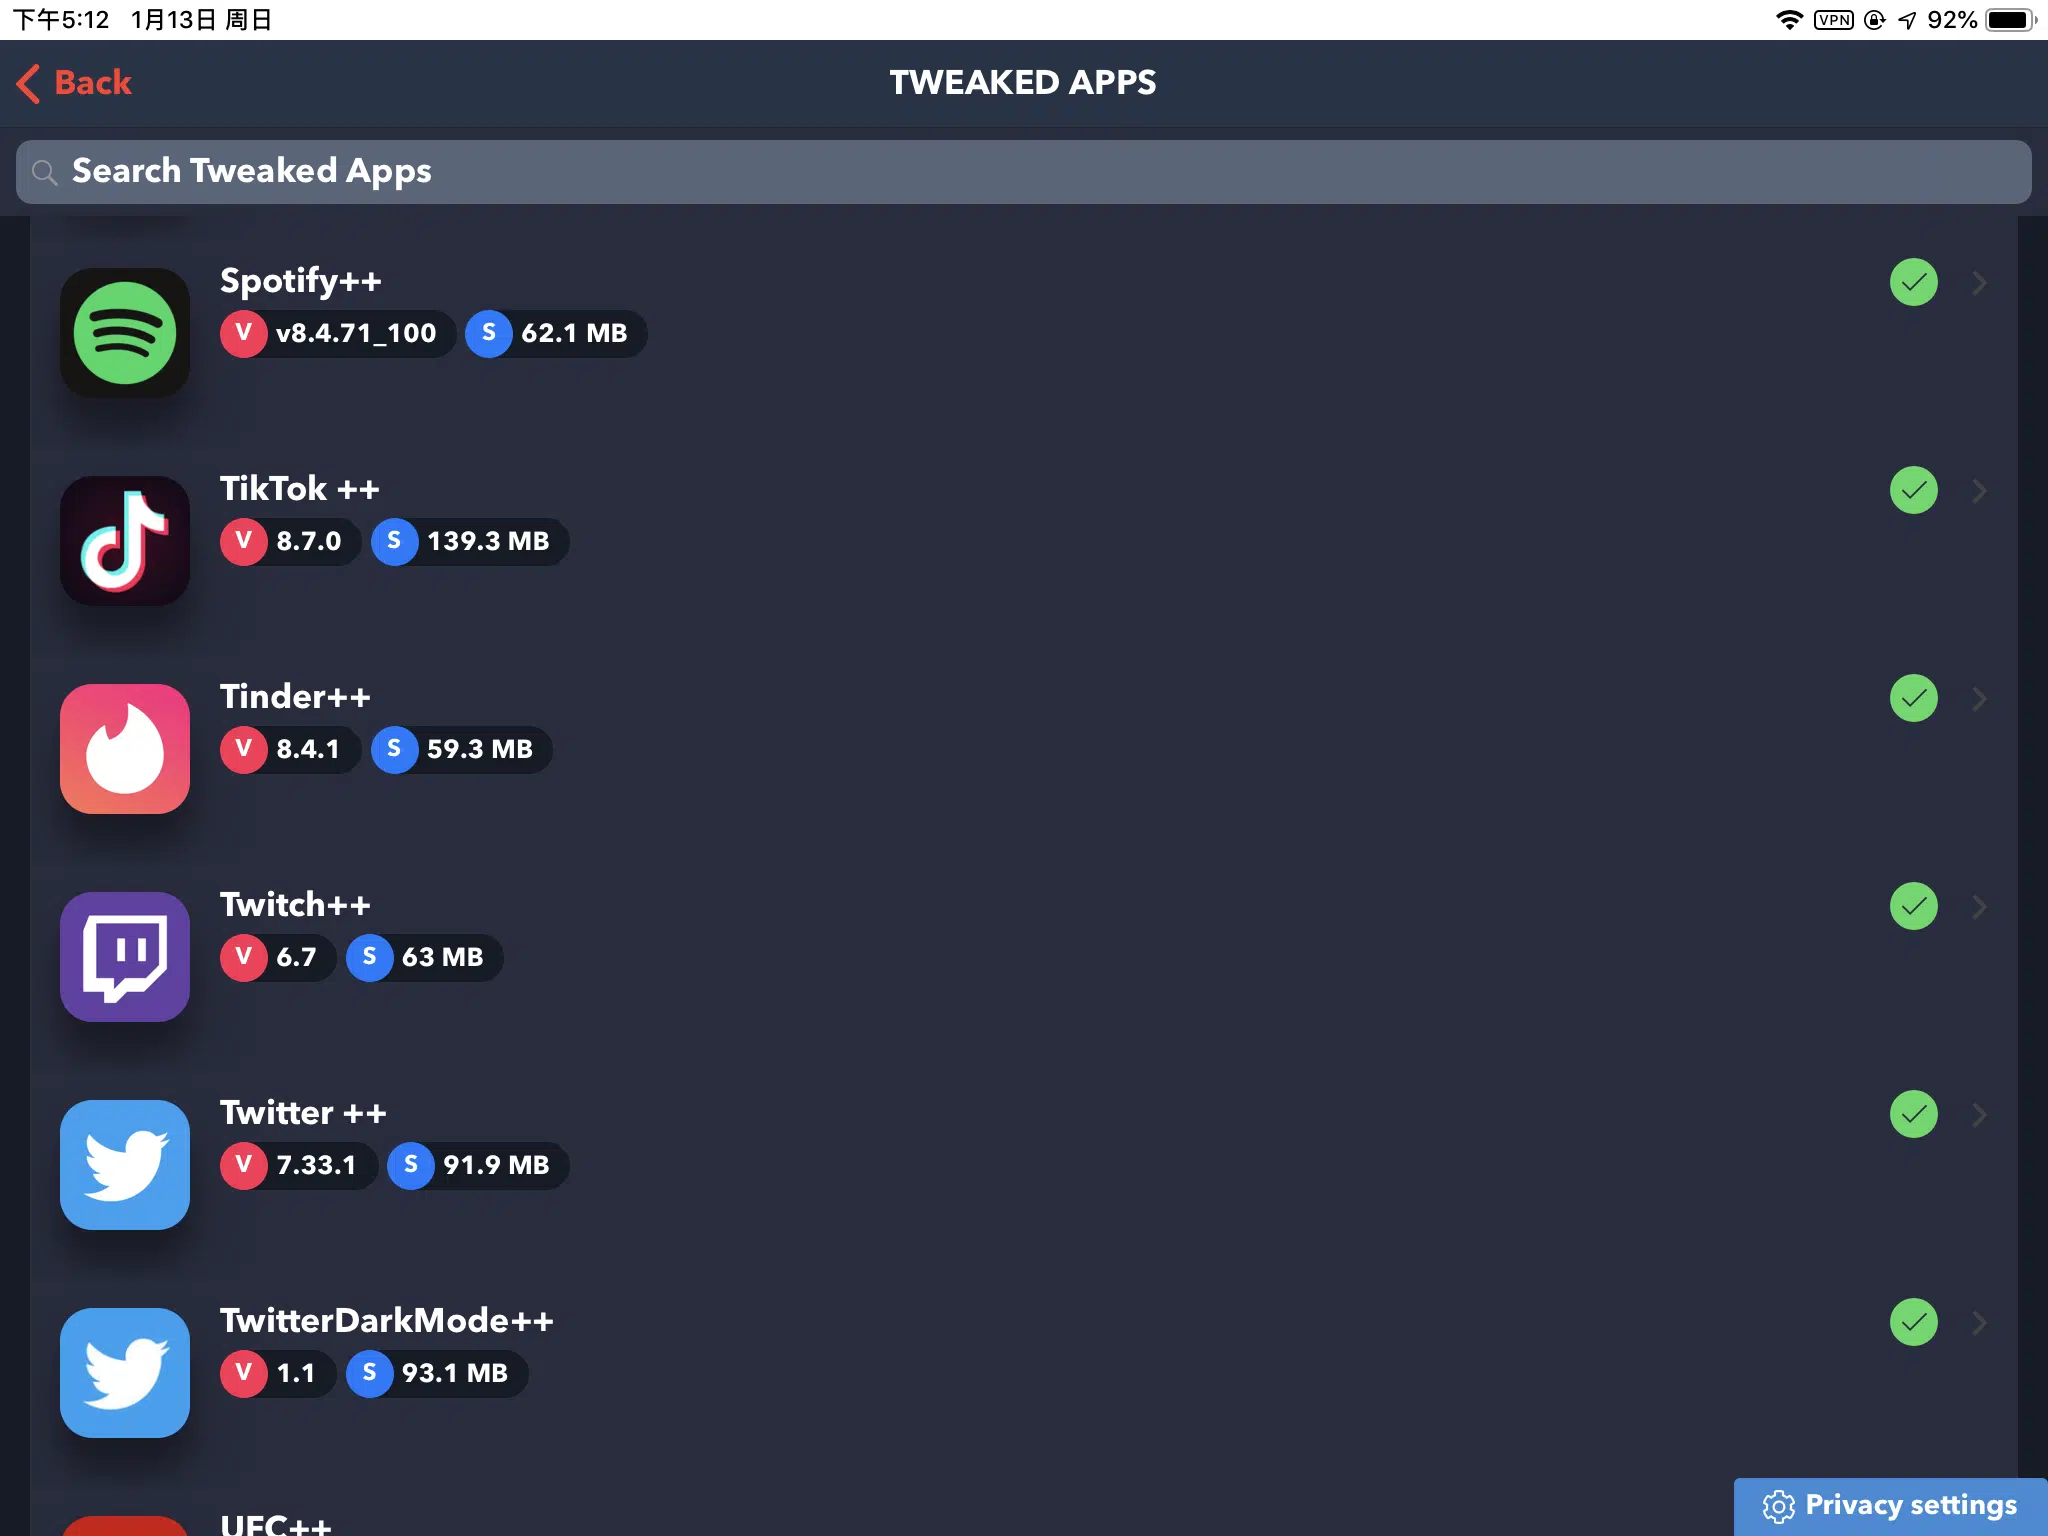 下午5:12 1月13日 周日 VPN 92%
Back TWEAKED APPS
Search Tweaked Apps
Spotify++
V v8.4.71_100 S 62.1 MB
TikTok ++
V 8.7.0 S 139.3 MB
Tinder++
V 8.4.1 S 59.3 MB
Twitch++
V 6.7 S 63 MB
Twitter ++
V 7.33.1 S 91.9 MB
TwitterDarkMode++
V 1.1 S 93.1 MB
UFC++
Privacy settings